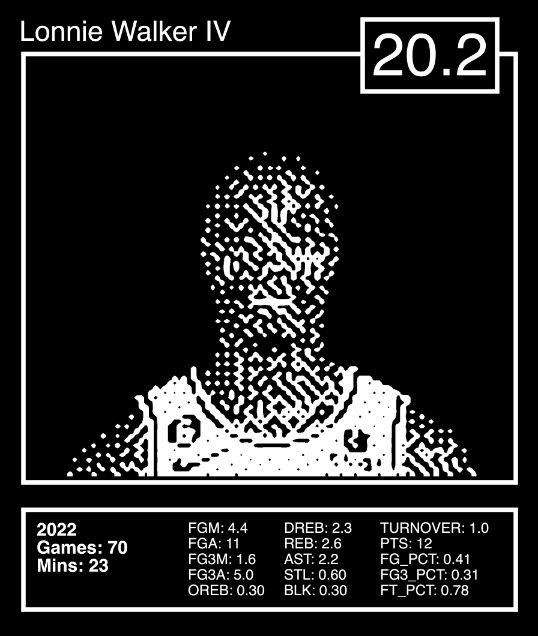 Lonnie Walker IV
20.2
2022
Games: 70
Mins: 23
FGM: 4.4
FGA: 11
FG3M: 1.6
FG3A: 5.0
OREB: 0.30
DREB: 2.3
REB: 2.6
AST: 2.2
STL: 0.60
BLK: 0.30
TURNOVER: 1.0
PTS: 12
FG_PCT: 0.41
FG3_PCT: 0.31
FT_PCT: 0.78